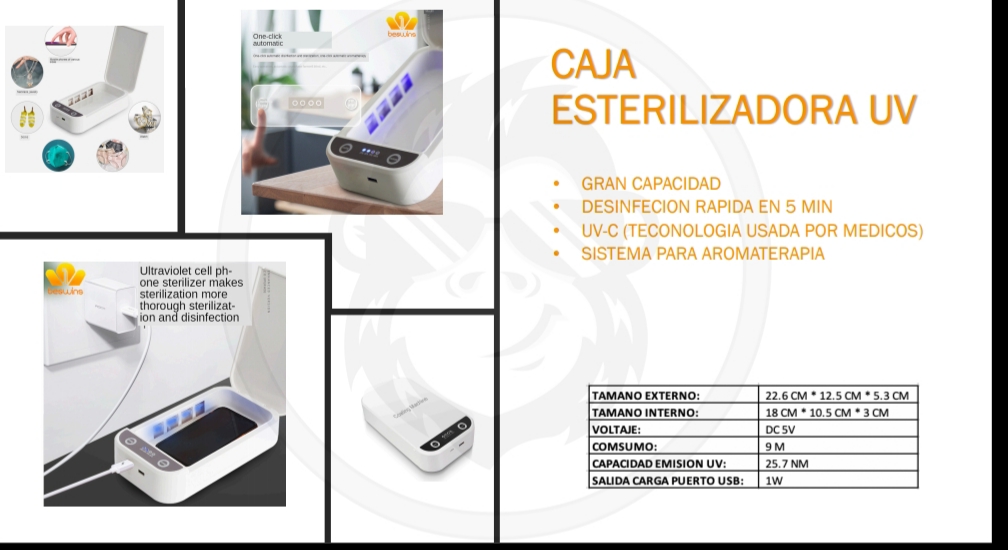 One-click
automatic
beswins
CAJA
ESTERILIZADORA UV
• GRAN CAPACIDAD
• DESINFECION RAPIDA EN 5 MIN
• UV-C (TECONOLOGIA USADA POR MEDICOS)
• SISTEMA PARA AROMATERAPIA
beswins
Ultraviolet cell ph-
one sterilizer makes
sterilization more
thorough sterilizat-
ion and disinfection
TAMANO EXTERNO: 22.6 CM * 12.5 CM * 5.3 CM
TAMANO INTERNO: 18 CM * 10.5 CM * 3 CM
VOLTAJE: DC 5V
COMSUMO: 9 M
CAPACIDAD EMISION UV: 25.7 NM
SALIDA CARGA PUERTO USB: 1W